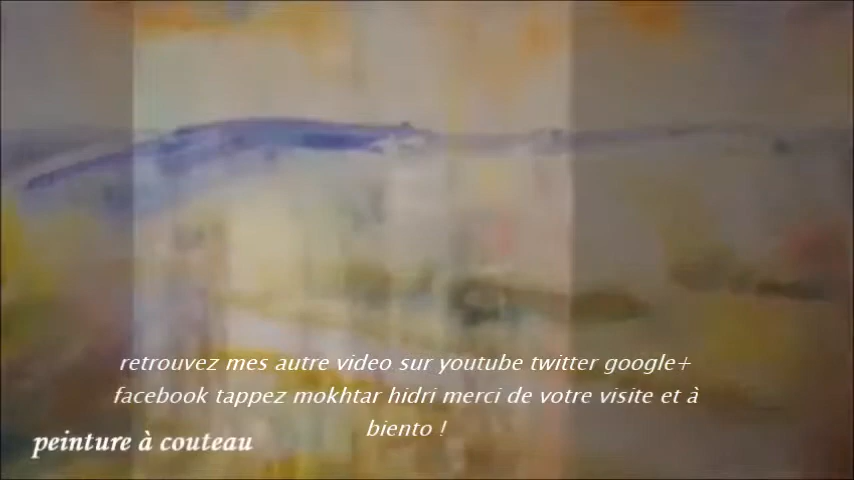 retrouvez mes autre video sur youtube twitter google+
facebook tappez mokhtar hidri merci de votre visite et à
biento !
peinture à couteau